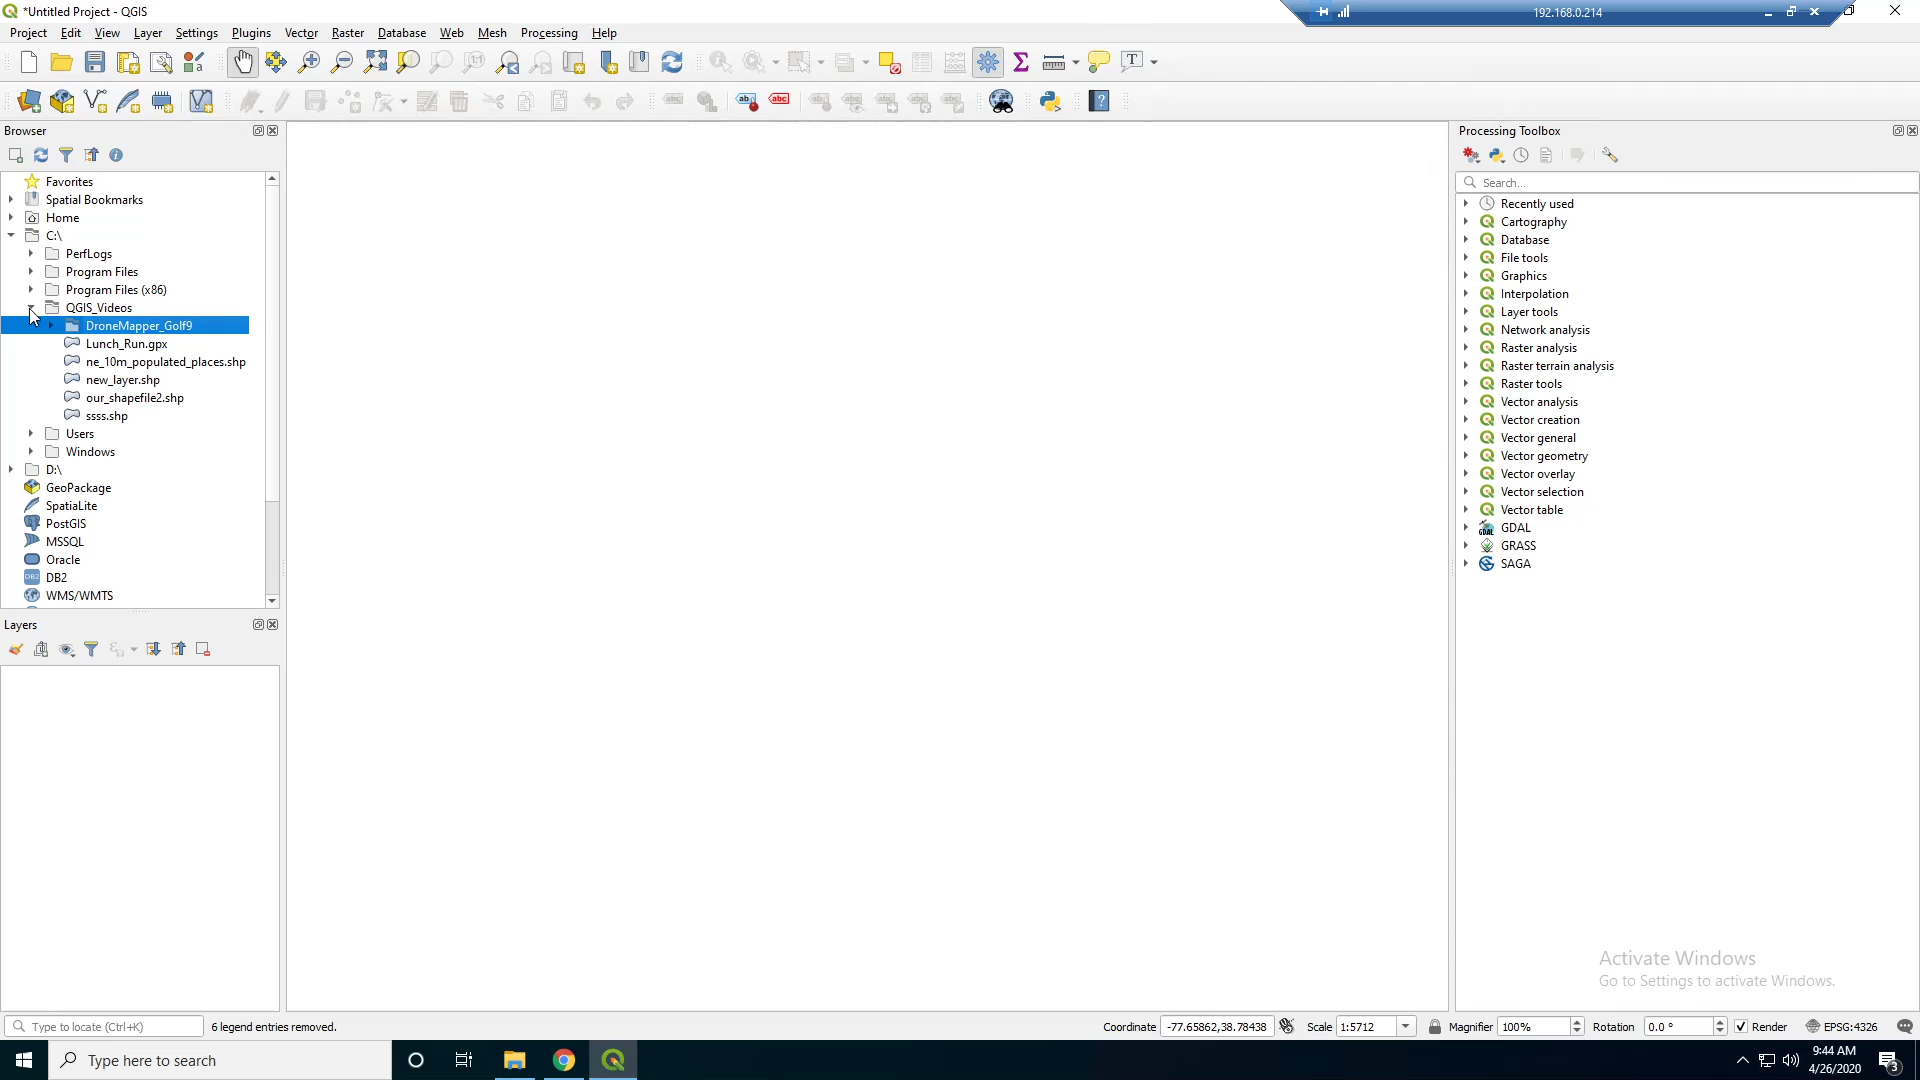 *Untitled Project - QGIS
192.168.0.214
Project Edit View Layer Settings Plugins Vector Raster Database Web Mesh Processing Help
Browser
Favorites
Spatial Bookmarks
Home
C:\
PerfLogs
Program Files
Program Files (x86)
QGIS_Videos
DroneMapper_Golf9
Lunch_Run.gpx
ne_10m_populated_places.shp
new_layer.shp
our_shapefile2.shp
ssss.shp
Users
Windows
D:\
GeoPackage
SpatiaLite
PostGIS
MSSQL
Oracle
DB2
WMS/WMTS
Layers
Processing Toolbox
Search...
Recently used
Cartography
Database
File tools
Graphics
Interpolation
Layer tools
Network analysis
Raster analysis
Raster terrain analysis
Raster tools
Vector analysis
Vector creation
Vector general
Vector geometry
Vector overlay
Vector selection
Vector table
GDAL
GRASS
SAGA
Activate Windows
Go to Settings to activate Windows.
Type to locate (Ctrl+K) 6 legend entries removed. Coordinate -77.65862,38.78438 Scale 1:5712 Magnifier 100% Rotation 0.0 ° Render EPSG:4326
Type here to search
9:44 AM
4/26/2020
3